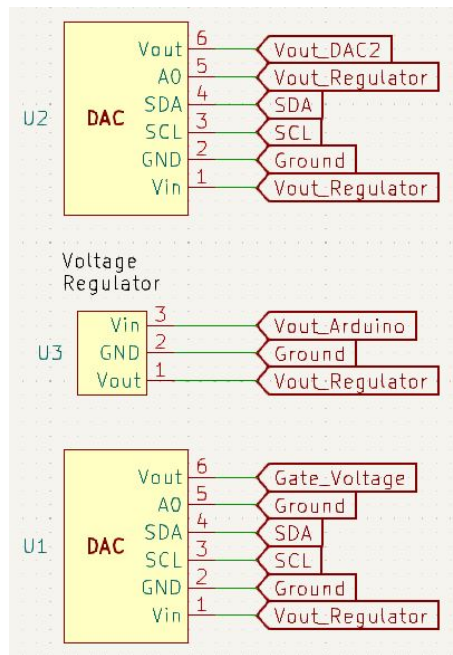 Vout 6 Vout_DAC2
A0 5 Vout_Regulator
SDA 4 SDA
U2 DAC
SCL 3 SCL
GND 2 Ground
Vin 1 Vout_Regulator
Voltage
Regulator
Vin 3 Vout_Arduino
U3 GND 2 Ground
Vout 1 Vout_Regulator
Vout 6 Gate_Voltage
A0 5 Ground
SDA 4 SDA
U1 DAC
SCL 3 SCL
GND 2 Ground
Vin 1 Vout_Regulator